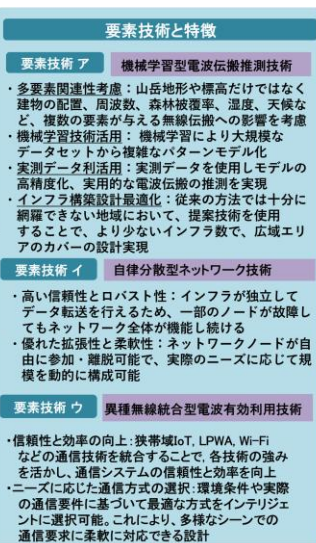 要素技術と特徴
要素技術 ア 機械学習型電波伝搬推測技術
・多要素関連性考慮：山岳地形や標高だけではなく
建物の配置、周波数、森林被覆率、湿度、天候な
ど、複数の要素が与える無線伝搬への影響を考慮
・機械学習技術活用： 機械学習により大規模な
データセットから複雑なパターンモデル化
・実測データ利活用：実測データを使用しモデルの
高精度化、実用的な電波伝搬の推測を実現
・インフラ構築設計最適化：従来の方法では十分に
網羅できない地域において、提案技術を使用
することで、より少ないインフラ数で、広域エリ
アのカバーの設計実現
要素技術 イ 自律分散型ネットワーク技術
・高い信頼性とロバスト性：インフラが独立して
データ転送を行えるため、一部のノードが故障し
てもネットワーク全体が機能し続ける
・優れた拡張性と柔軟性：ネットワークノードが自
由に参加・離脱可能で、実際のニーズに応じて規
模を動的に構成可能
要素技術 ウ 異種無線統合型電波有効利用技術
・信頼性と効率の向上：狭帯域IoT, LPWA, Wi-Fi
などの通信技術を統合することで、各技術の強み
を活かし、通信システムの信頼性と効率を向上
・ニーズに応じた通信方式の選択：環境条件や実際
の通信要件に基づいて最適な方式をインテリジェ
ントに選択可能。これにより、多様なシーンでの
通信要求に柔軟に対応できる設計